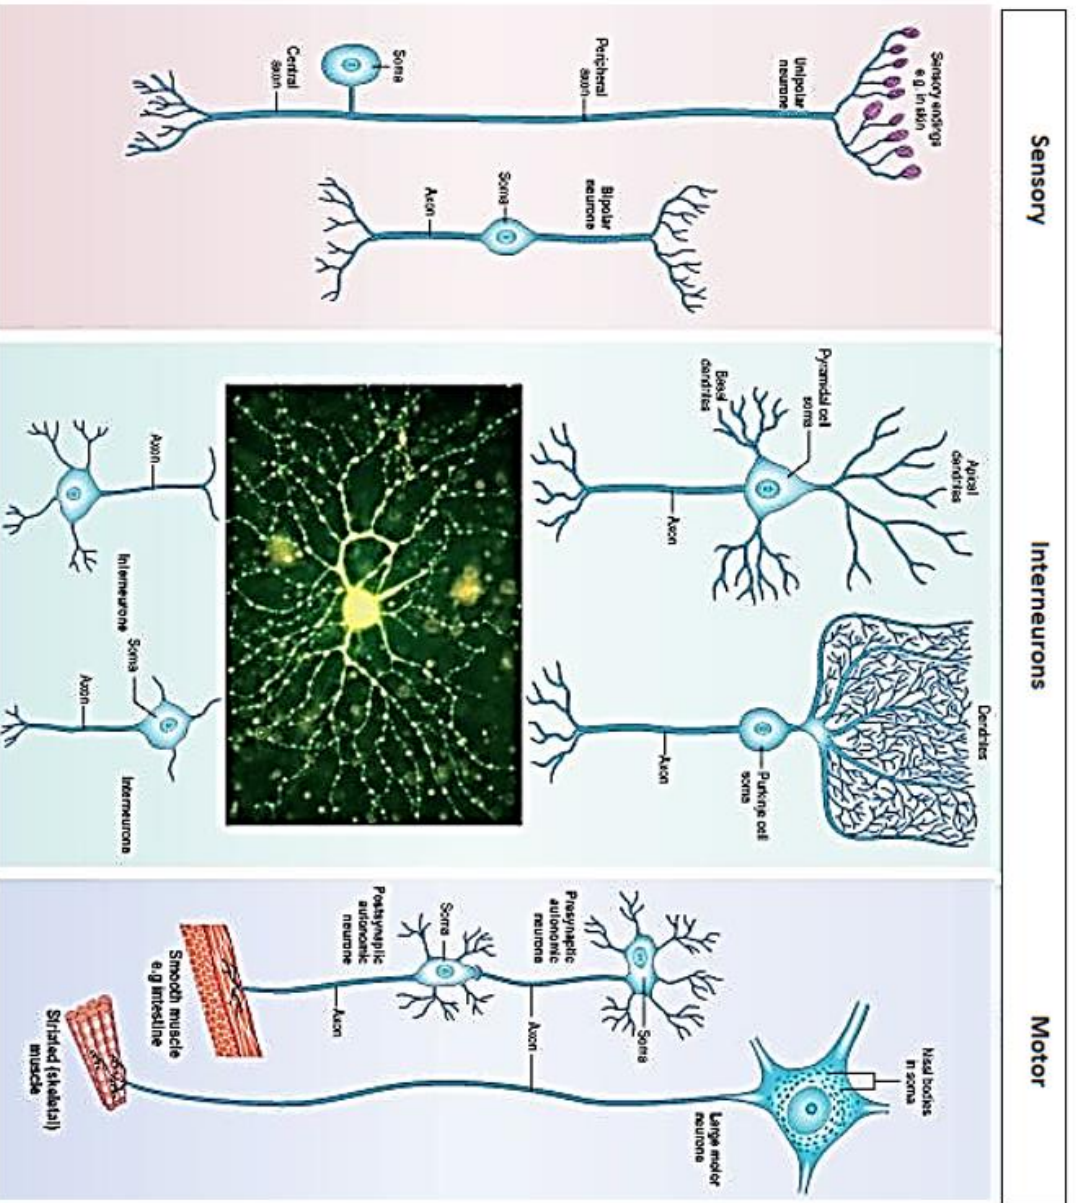 Sensory
Interneurons
Motor
Sensory endings
e.g. in skin
Unipolar
neurone
Peripheral
axon
Soma
Central
axon
Bipolar
neurone
Soma
Axon
Apical
dendrites
Pyramidal cell
soma
Basal
dendrites
Axon
Dendrites
Purkinje cell
soma
Axon
Axon
Interneurone
Soma
Axon
Interneurone
Nissl bodies
in soma
Large motor
neurone
Presynaptic
autonomic
neurone
Soma
Axon
Soma
Postsynaptic
autonomic
neurone
Axon
Smooth muscle
e.g intestine
Striated (skeletal)
muscle